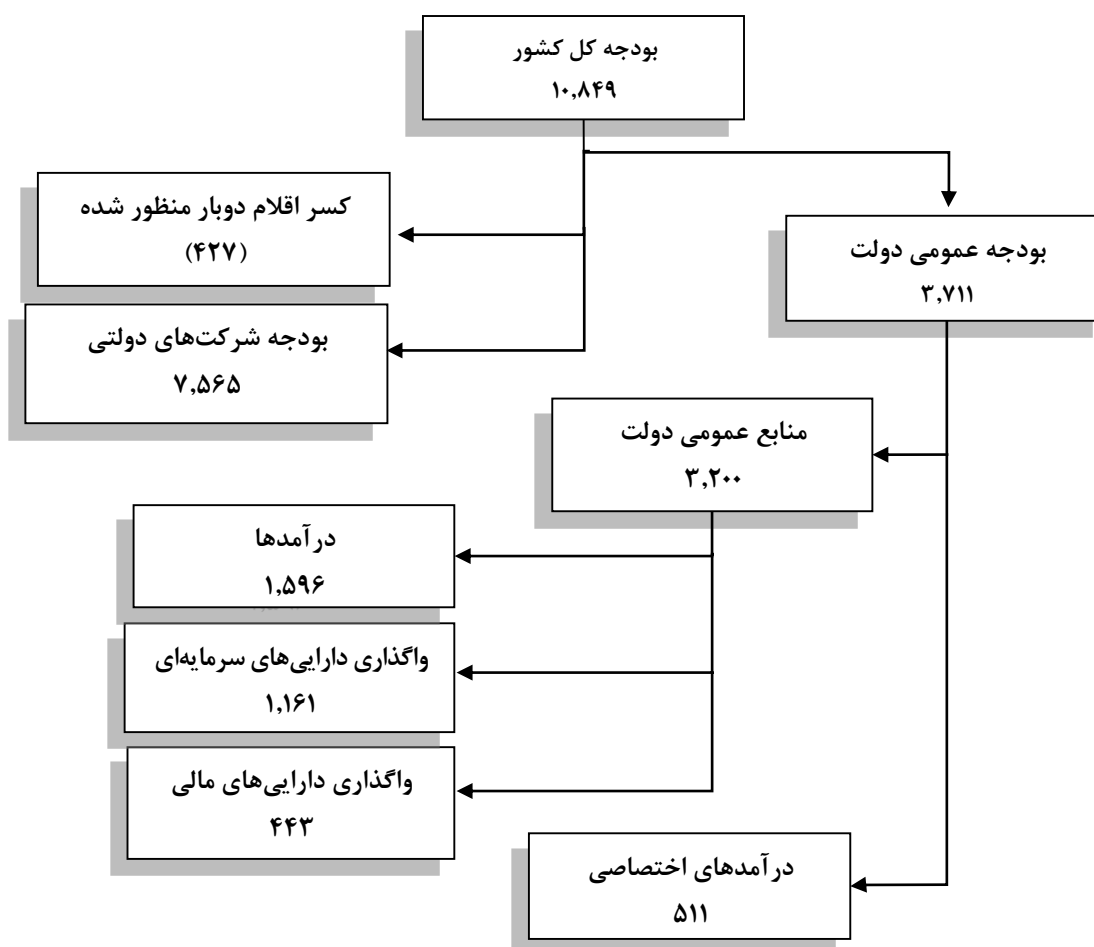 بودجه کل کشور
۱۰,۸۴۹
کسر اقلام دوبار منظور شده
(۴۲۷)
بودجه عمومی دولت
۳,۷۱۱
بودجه شرکت‌های دولتی
۷,۵۶۵
منابع عمومی دولت
۳,۲۰۰
درآمدها
۱,۵۹۶
واگذاری دارایی‌های سرمایه‌ای
۱,۱۶۱
واگذاری دارایی‌های مالی
۴۴۳
درآمدهای اختصاصی
۵۱۱